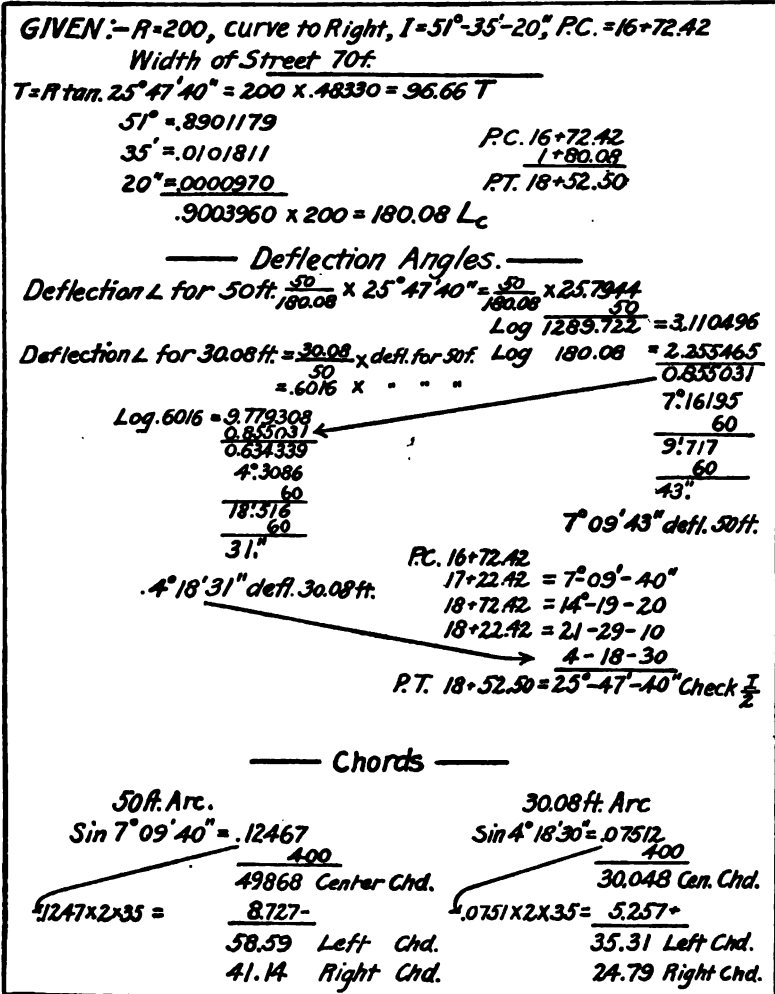 GIVEN:- R=200, curve to Right, I=51°-35'-20", P.C.=16+72.42
Width of Street 70f.
T=R tan. 25°47'40" = 200 x .48330 = 96.66 T
51° = .8901179
35' = .0101811
20" = .0000970
.9003960 x 200 = 180.08 Lc
P.C. 16+72.42
1+80.08
P.T. 18+52.50
Deflection Angles.
Deflection ∠ for 50ft. 50/180.08 x 25°47'40" = 50/180.08 x 25.7944
50
Log 1289.722 = 3.110496
Deflection ∠ for 30.08ft = 30.08/50 x defl. for 50f. Log 180.08 = 2.255465
= .6016 x " " "
0.855031
7°.16195
60
9'.717
60
43."
7°09'43" defl. 50ft.
Log .6016 = 9.779308
0.855031
0.634339
4°.3086
60
18'.516
60
31."
.4°18'31" defl. 30.08ft.
P.C. 16+72.42
17+22.42 = 7°-09'-40"
18+72.42 = 14°-19-20
18+22.42 = 21-29-10
4-18-30
P.T. 18+52.50 = 25°-47'-40" Check I/2
Chords
50ft. Arc.
Sin 7°09'40" = .12467
400
49868 Center Chd.
.1247x2x35 = 8.727-
58.59 Left Chd.
41.14 Right Chd.
30.08ft. Arc
Sin 4°18'30" = .07512
400
30.048 Cen. Chd.
.0751x2x35 = 5.257+
35.31 Left Chd.
24.79 Right Chd.